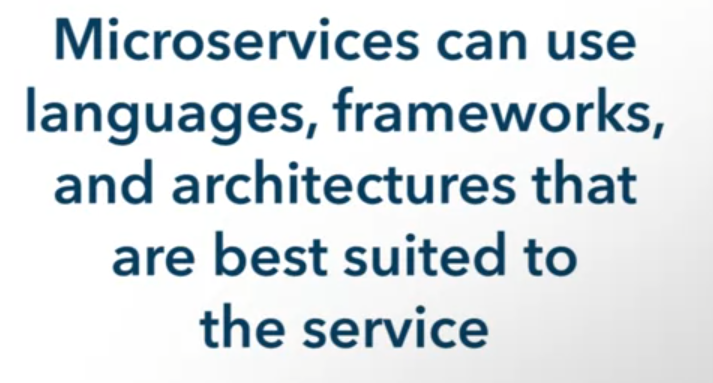 Microservices can use
languages, frameworks,
and architectures that
are best suited to
the service